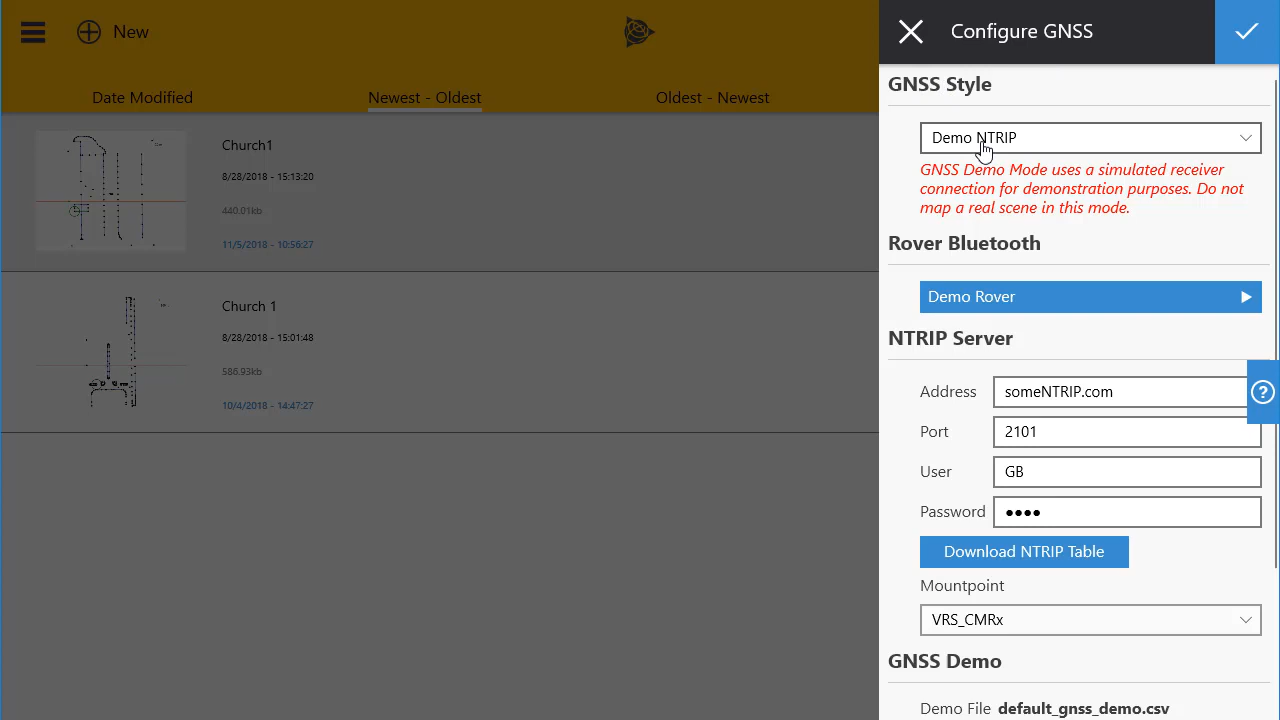 New
Configure GNSS
Date Modified
Newest - Oldest
Oldest - Newest
Church1
8/28/2018 - 15:13:20
440.01kb
11/5/2018 - 10:56:27
Church 1
8/28/2018 - 15:01:48
586.93kb
10/4/2018 - 14:47:27
GNSS Style
Demo NTRIP
GNSS Demo Mode uses a simulated receiver
connection for demonstration purposes. Do not
map a real scene in this mode.
Rover Bluetooth
Demo Rover
NTRIP Server
Address someNTRIP.com
Port 2101
User GB
Password ●●●●
Download NTRIP Table
Mountpoint
VRS_CMRx
GNSS Demo
Demo File default_gnss_demo.csv